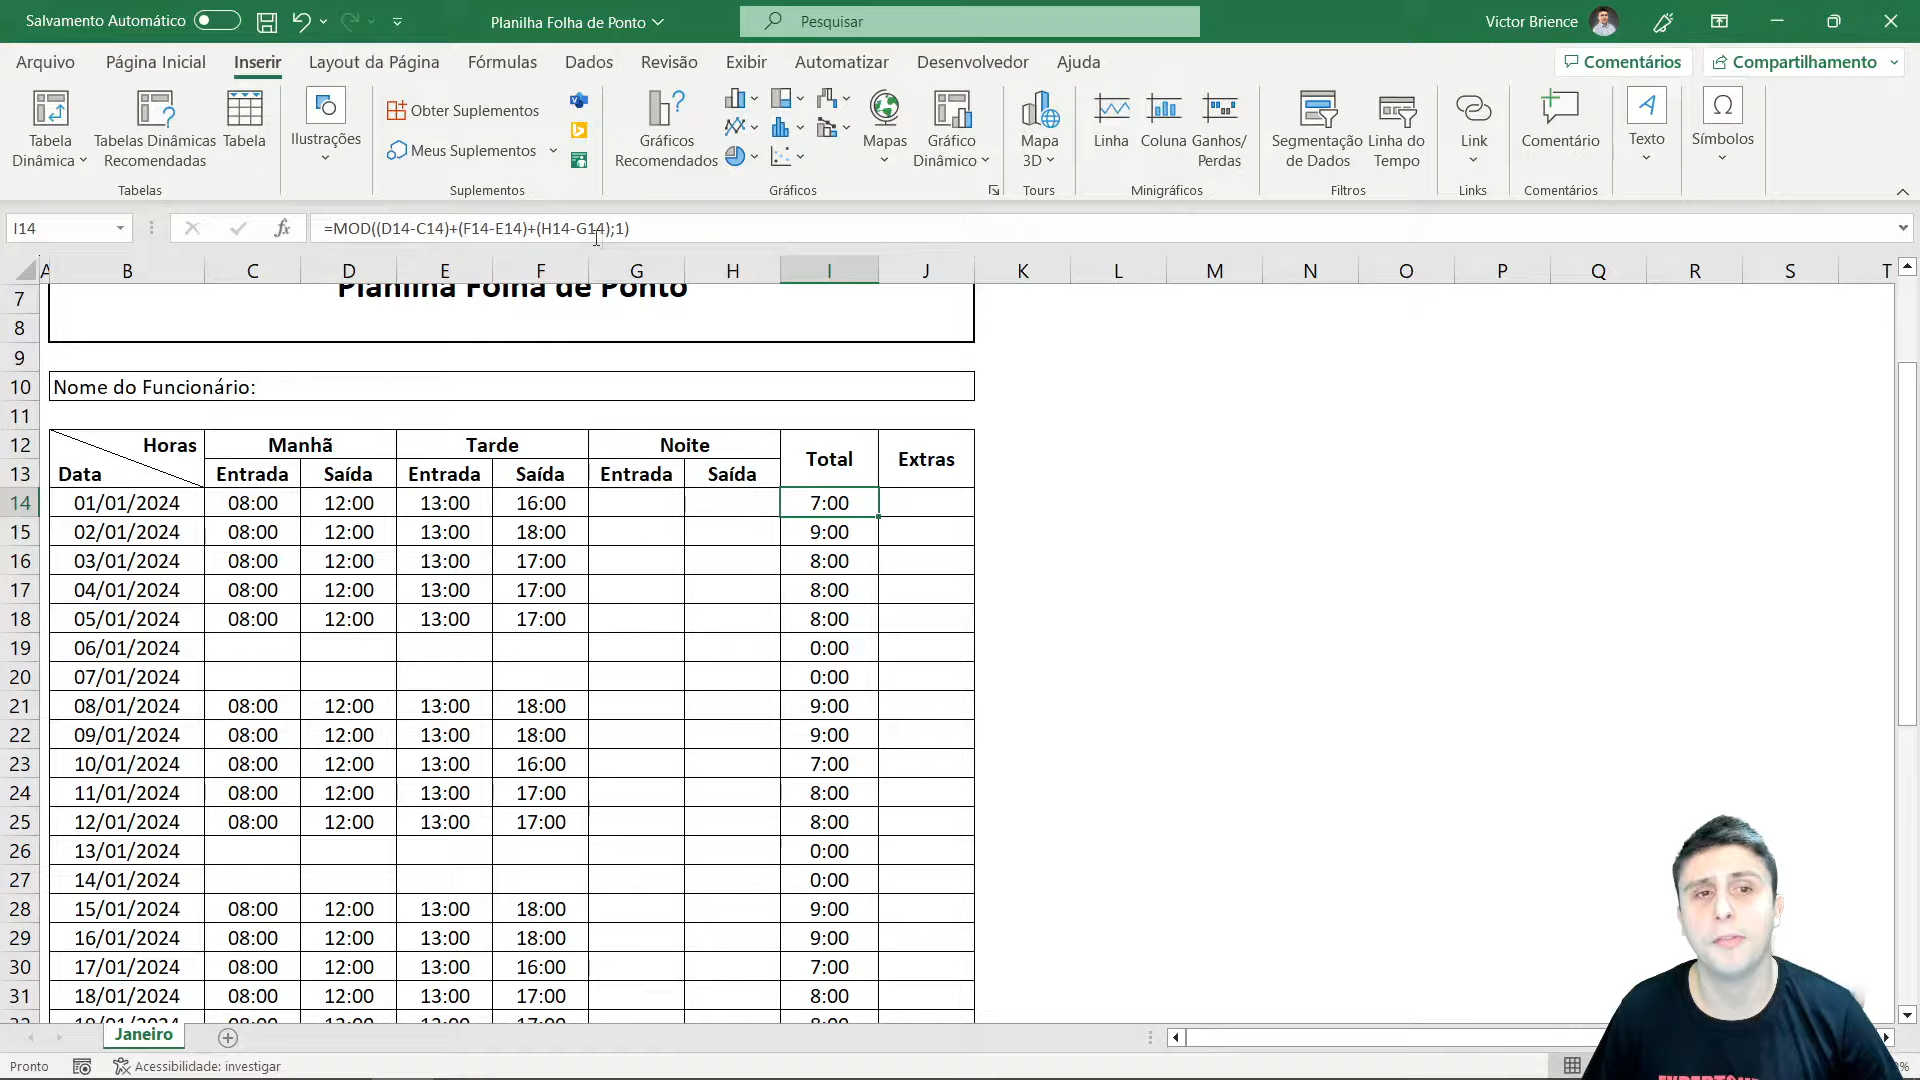 Salvamento Automático
Planilha Folha de Ponto
Pesquisar
Victor Brience
Arquivo Página Inicial Inserir Layout da Página Fórmulas Dados Revisão Exibir Automatizar Desenvolvedor Ajuda
Comentários Compartilhamento
Tabela Dinâmica
Tabelas Dinâmicas Recomendadas
Tabela
Ilustrações
Obter Suplementos
Meus Suplementos
Gráficos Recomendados
Mapas
Gráfico Dinâmico
Mapa 3D
Linha
Coluna
Ganhos/ Perdas
Segmentação de Dados
Linha do Tempo
Link
Comentário
Texto
Símbolos
Tabelas Suplementos Gráficos Tours Minigráficos Filtros Links Comentários
I14 fx =MOD((D14-C14)+(F14-E14)+(H14-G14);1)
A B C D E F G H I J K L M N O P Q R S T
7 Planilha Folha de Ponto
8
9
10 Nome do Funcionário:
11
12 Horas Manhã Tarde Noite Total Extras
13 Data Entrada Saída Entrada Saída Entrada Saída
14 01/01/2024 08:00 12:00 13:00 16:00 7:00
15 02/01/2024 08:00 12:00 13:00 18:00 9:00
16 03/01/2024 08:00 12:00 13:00 17:00 8:00
17 04/01/2024 08:00 12:00 13:00 17:00 8:00
18 05/01/2024 08:00 12:00 13:00 17:00 8:00
19 06/01/2024 0:00
20 07/01/2024 0:00
21 08/01/2024 08:00 12:00 13:00 18:00 9:00
22 09/01/2024 08:00 12:00 13:00 18:00 9:00
23 10/01/2024 08:00 12:00 13:00 16:00 7:00
24 11/01/2024 08:00 12:00 13:00 17:00 8:00
25 12/01/2024 08:00 12:00 13:00 17:00 8:00
26 13/01/2024 0:00
27 14/01/2024 0:00
28 15/01/2024 08:00 12:00 13:00 18:00 9:00
29 16/01/2024 08:00 12:00 13:00 18:00 9:00
30 17/01/2024 08:00 12:00 13:00 16:00 7:00
31 18/01/2024 08:00 12:00 13:00 17:00 8:00
Janeiro
Pronto Acessibilidade: investigar